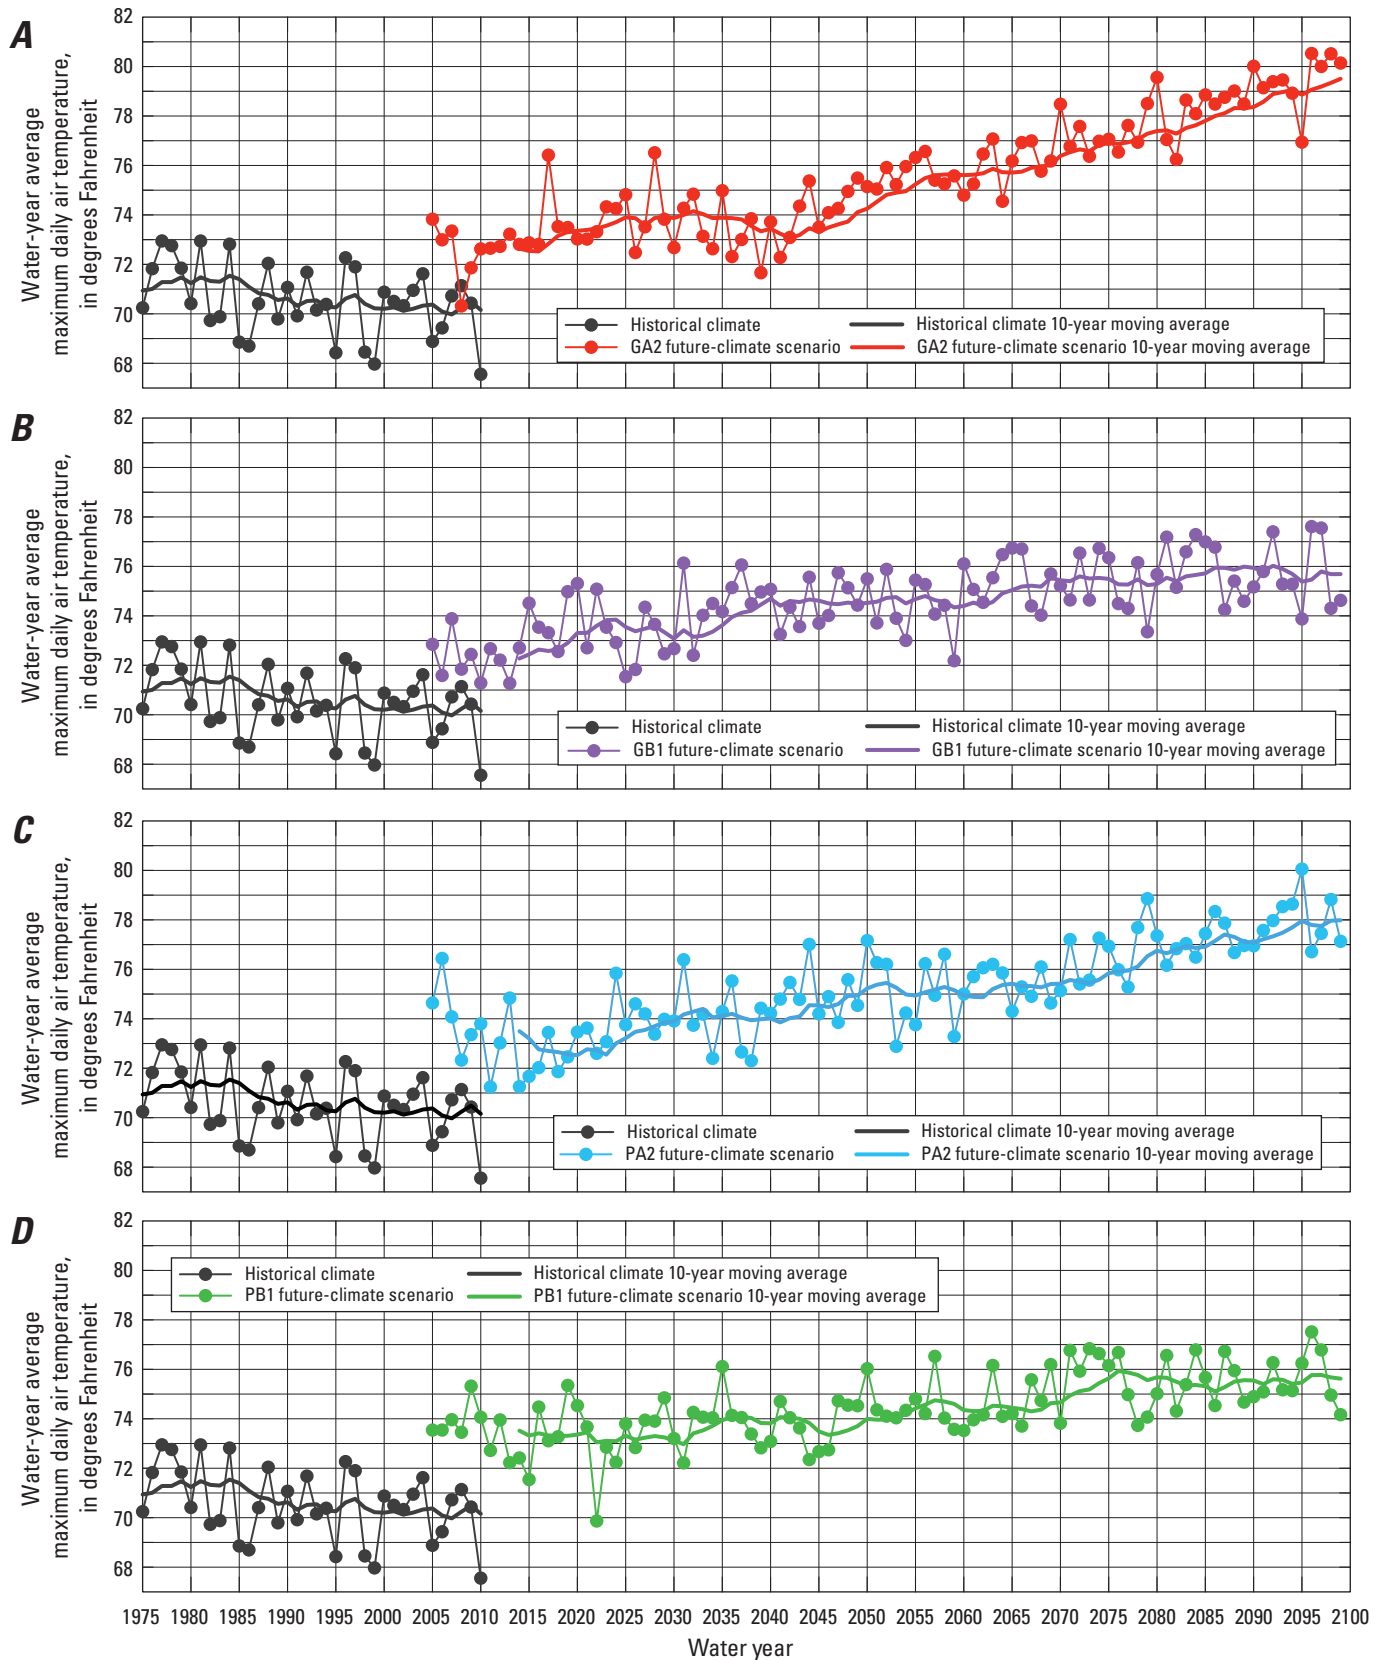 A
Water-year average
maximum daily air temperature,
in degrees Fahrenheit
82
80
78
76
74
72
70
68
Historical climate
Historical climate 10-year moving average
GA2 future-climate scenario
GA2 future-climate scenario 10-year moving average
B
Water-year average
maximum daily air temperature,
in degrees Fahrenheit
82
80
78
76
74
72
70
68
Historical climate
Historical climate 10-year moving average
GB1 future-climate scenario
GB1 future-climate scenario 10-year moving average
C
Water-year average
maximum daily air temperature,
in degrees Fahrenheit
82
80
78
76
74
72
70
68
Historical climate
Historical climate 10-year moving average
PA2 future-climate scenario
PA2 future-climate scenario 10-year moving average
D
Water-year average
maximum daily air temperature,
in degrees Fahrenheit
82
80
78
76
74
72
70
68
Historical climate
Historical climate 10-year moving average
PB1 future-climate scenario
PB1 future-climate scenario 10-year moving average
1975 1980 1985 1990 1995 2000 2005 2010 2015 2020 2025 2030 2035 2040 2045 2050 2055 2060 2065 2070 2075 2080 2085 2090 2095 2100
Water year